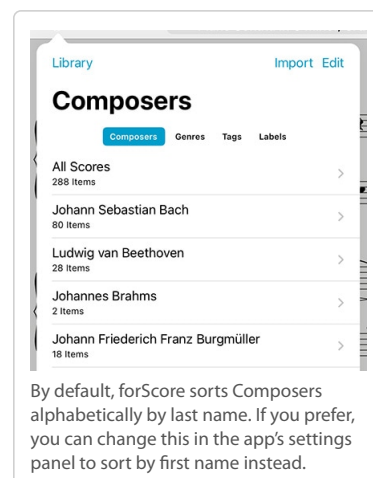 Library Import Edit
Composers
Composers Genres Tags Labels
All Scores
288 Items
Johann Sebastian Bach
80 Items
Ludwig van Beethoven
28 Items
Johannes Brahms
2 Items
Johann Friederich Franz Burgmüller
18 Items
By default, forScore sorts Composers
alphabetically by last name. If you prefer,
you can change this in the app’s settings
panel to sort by first name instead.